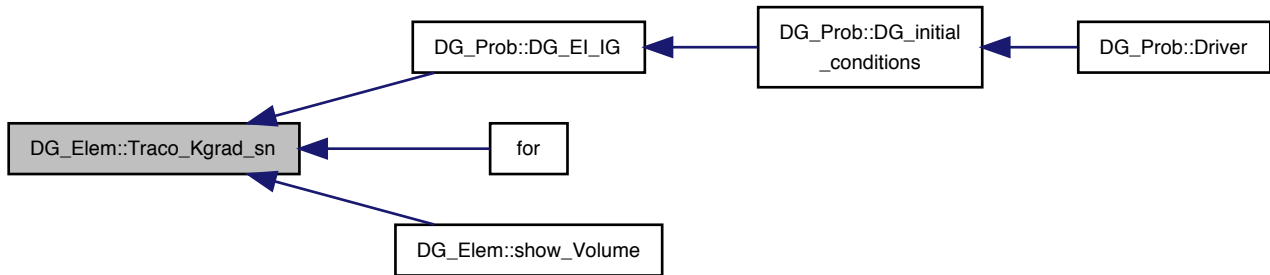 DG_Prob::DG_EI_IG
DG_Prob::DG_initial
_conditions
DG_Prob::Driver
DG_Elem::Traco_Kgrad_sn
for
DG_Elem::show_Volume